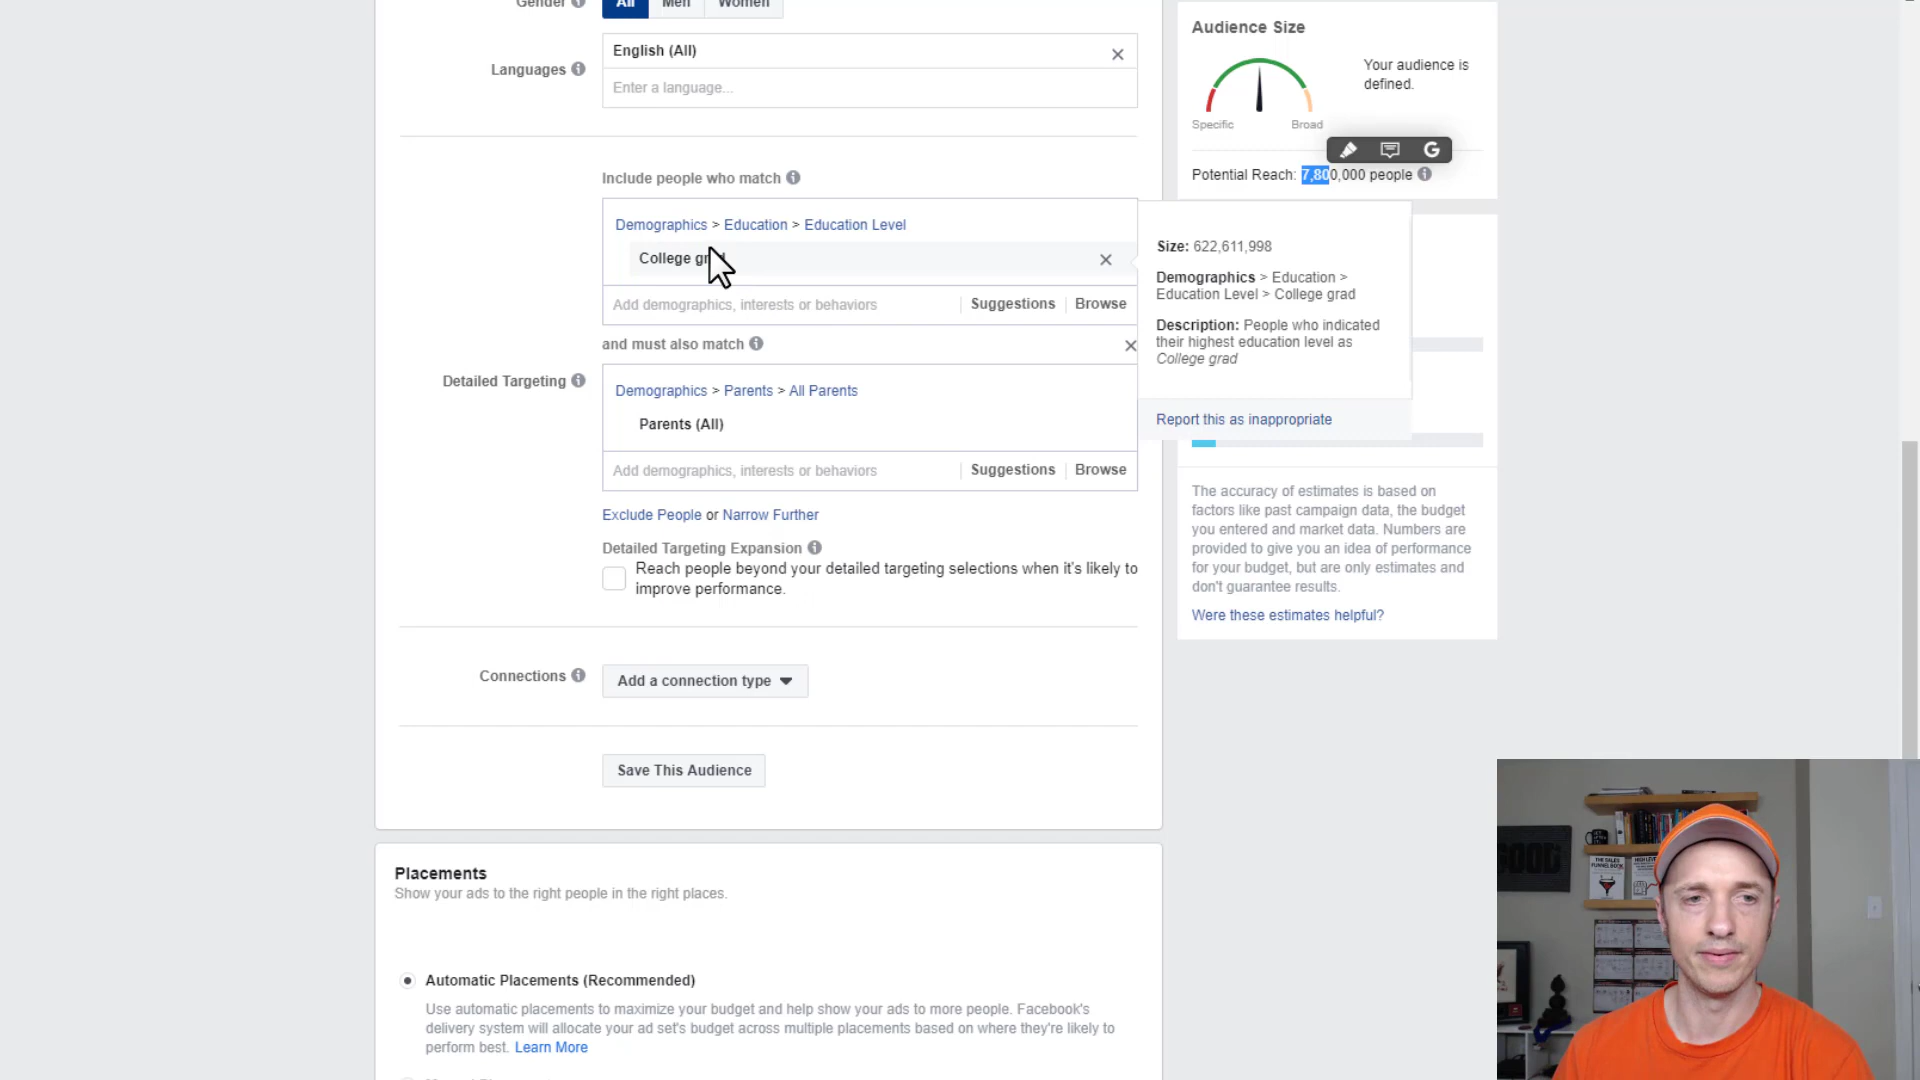 Gender
All
Men
Women
Languages
English (All)
Enter a language...
Include people who match
Demographics > Education > Education Level
College gr
Add demographics, interests or behaviors
Suggestions
Browse
and must also match
Detailed Targeting
Demographics > Parents > All Parents
Parents (All)
Add demographics, interests or behaviors
Suggestions
Browse
Exclude People or Narrow Further
Detailed Targeting Expansion
Reach people beyond your detailed targeting selections when it's likely to
improve performance.
Connections
Add a connection type
Save This Audience
Placements
Show your ads to the right people in the right places.
Automatic Placements (Recommended)
Use automatic placements to maximize your budget and help show your ads to more people. Facebook's
delivery system will allocate your ad set's budget across multiple placements based on where they're likely to
perform best. Learn More
Audience Size
Your audience is
defined.
Specific
Broad
G
Potential Reach: 7,800,000 people
Size: 622,611,998
Demographics > Education >
Education Level > College grad
Description: People who indicated
their highest education level as
College grad
Report this as inappropriate
The accuracy of estimates is based on
factors like past campaign data, the budget
you entered and market data. Numbers are
provided to give you an idea of performance
for your budget, but are only estimates and
don't guarantee results.
Were these estimates helpful?
GOOD
THE SALES
FUNNEL BOOK